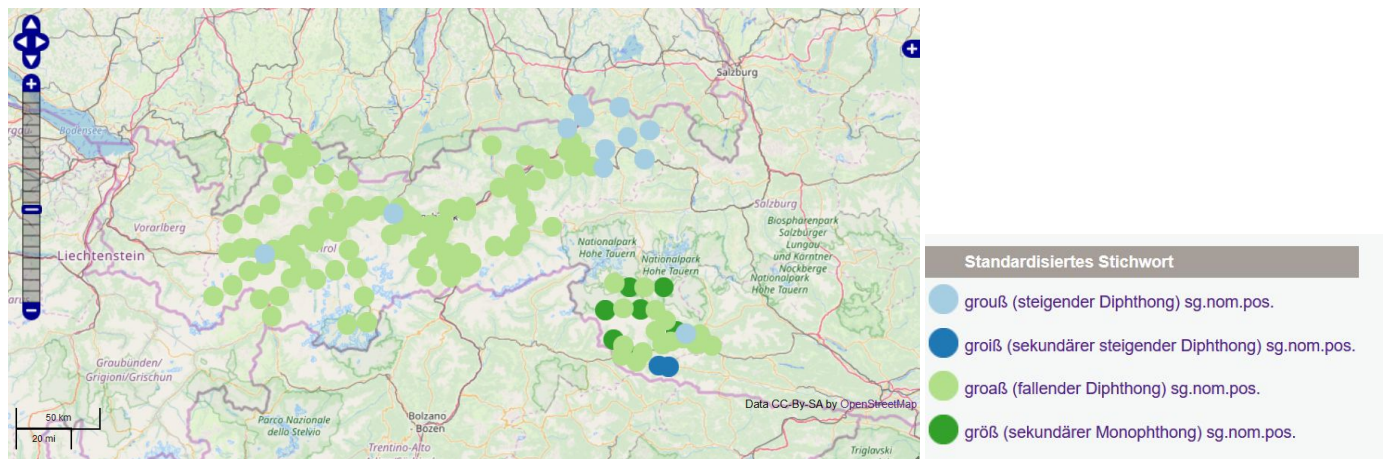 Salzburg
Bodensee
Vorarlberg
Liechtenstein
Salzburg
Biospharenpark
Salzburger
Lungau
und Kärntner
Nockberge
Nationalpark
Hohe Tauern
Nationalpark
Hohe Tauern
Nationalpark
Hohe Tauern
Graubünden/
Grigioni/Grischun
50 km
20 mi
Parco Nazionale
dello Stelvio
Bolzano
- Bozen
Trentino-Alto
Triglavski
Data CC-By-SA by OpenStreetMap
Standardisiertes Stichwort
grouß (steigender Diphthong) sg.nom.pos.
groiß (sekundärer steigender Diphthong) sg.nom.pos.
groaß (fallender Diphthong) sg.nom.pos.
größ (sekundärer Monophthong) sg.nom.pos.